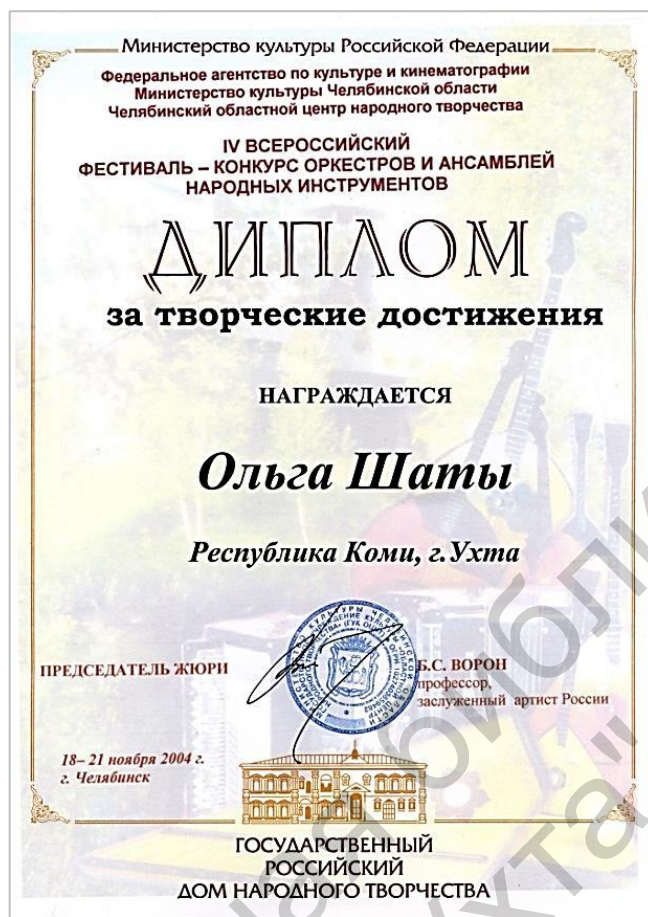 Министерство культуры Российской Федерации
Федеральное агентство по культуре и кинематографии
Министерство культуры Челябинской области
Челябинский областной центр народного творчества
IV ВСЕРОССИЙСКИЙ
ФЕСТИВАЛЬ – КОНКУРС ОРКЕСТРОВ И АНСАМБЛЕЙ
НАРОДНЫХ ИНСТРУМЕНТОВ
ДИПЛОМ
за творческие достижения
НАГРАЖДАЕТСЯ
Ольга Шаты
Республика Коми, г. Ухта
ПРЕДСЕДАТЕЛЬ ЖЮРИ
Б.С. ВОРОН
профессор,
заслуженный артист России
18– 21 ноября 2004 г.
г. Челябинск
ГОСУДАРСТВЕННЫЙ
РОССИЙСКИЙ
ДОМ НАРОДНОГО ТВОРЧЕСТВА